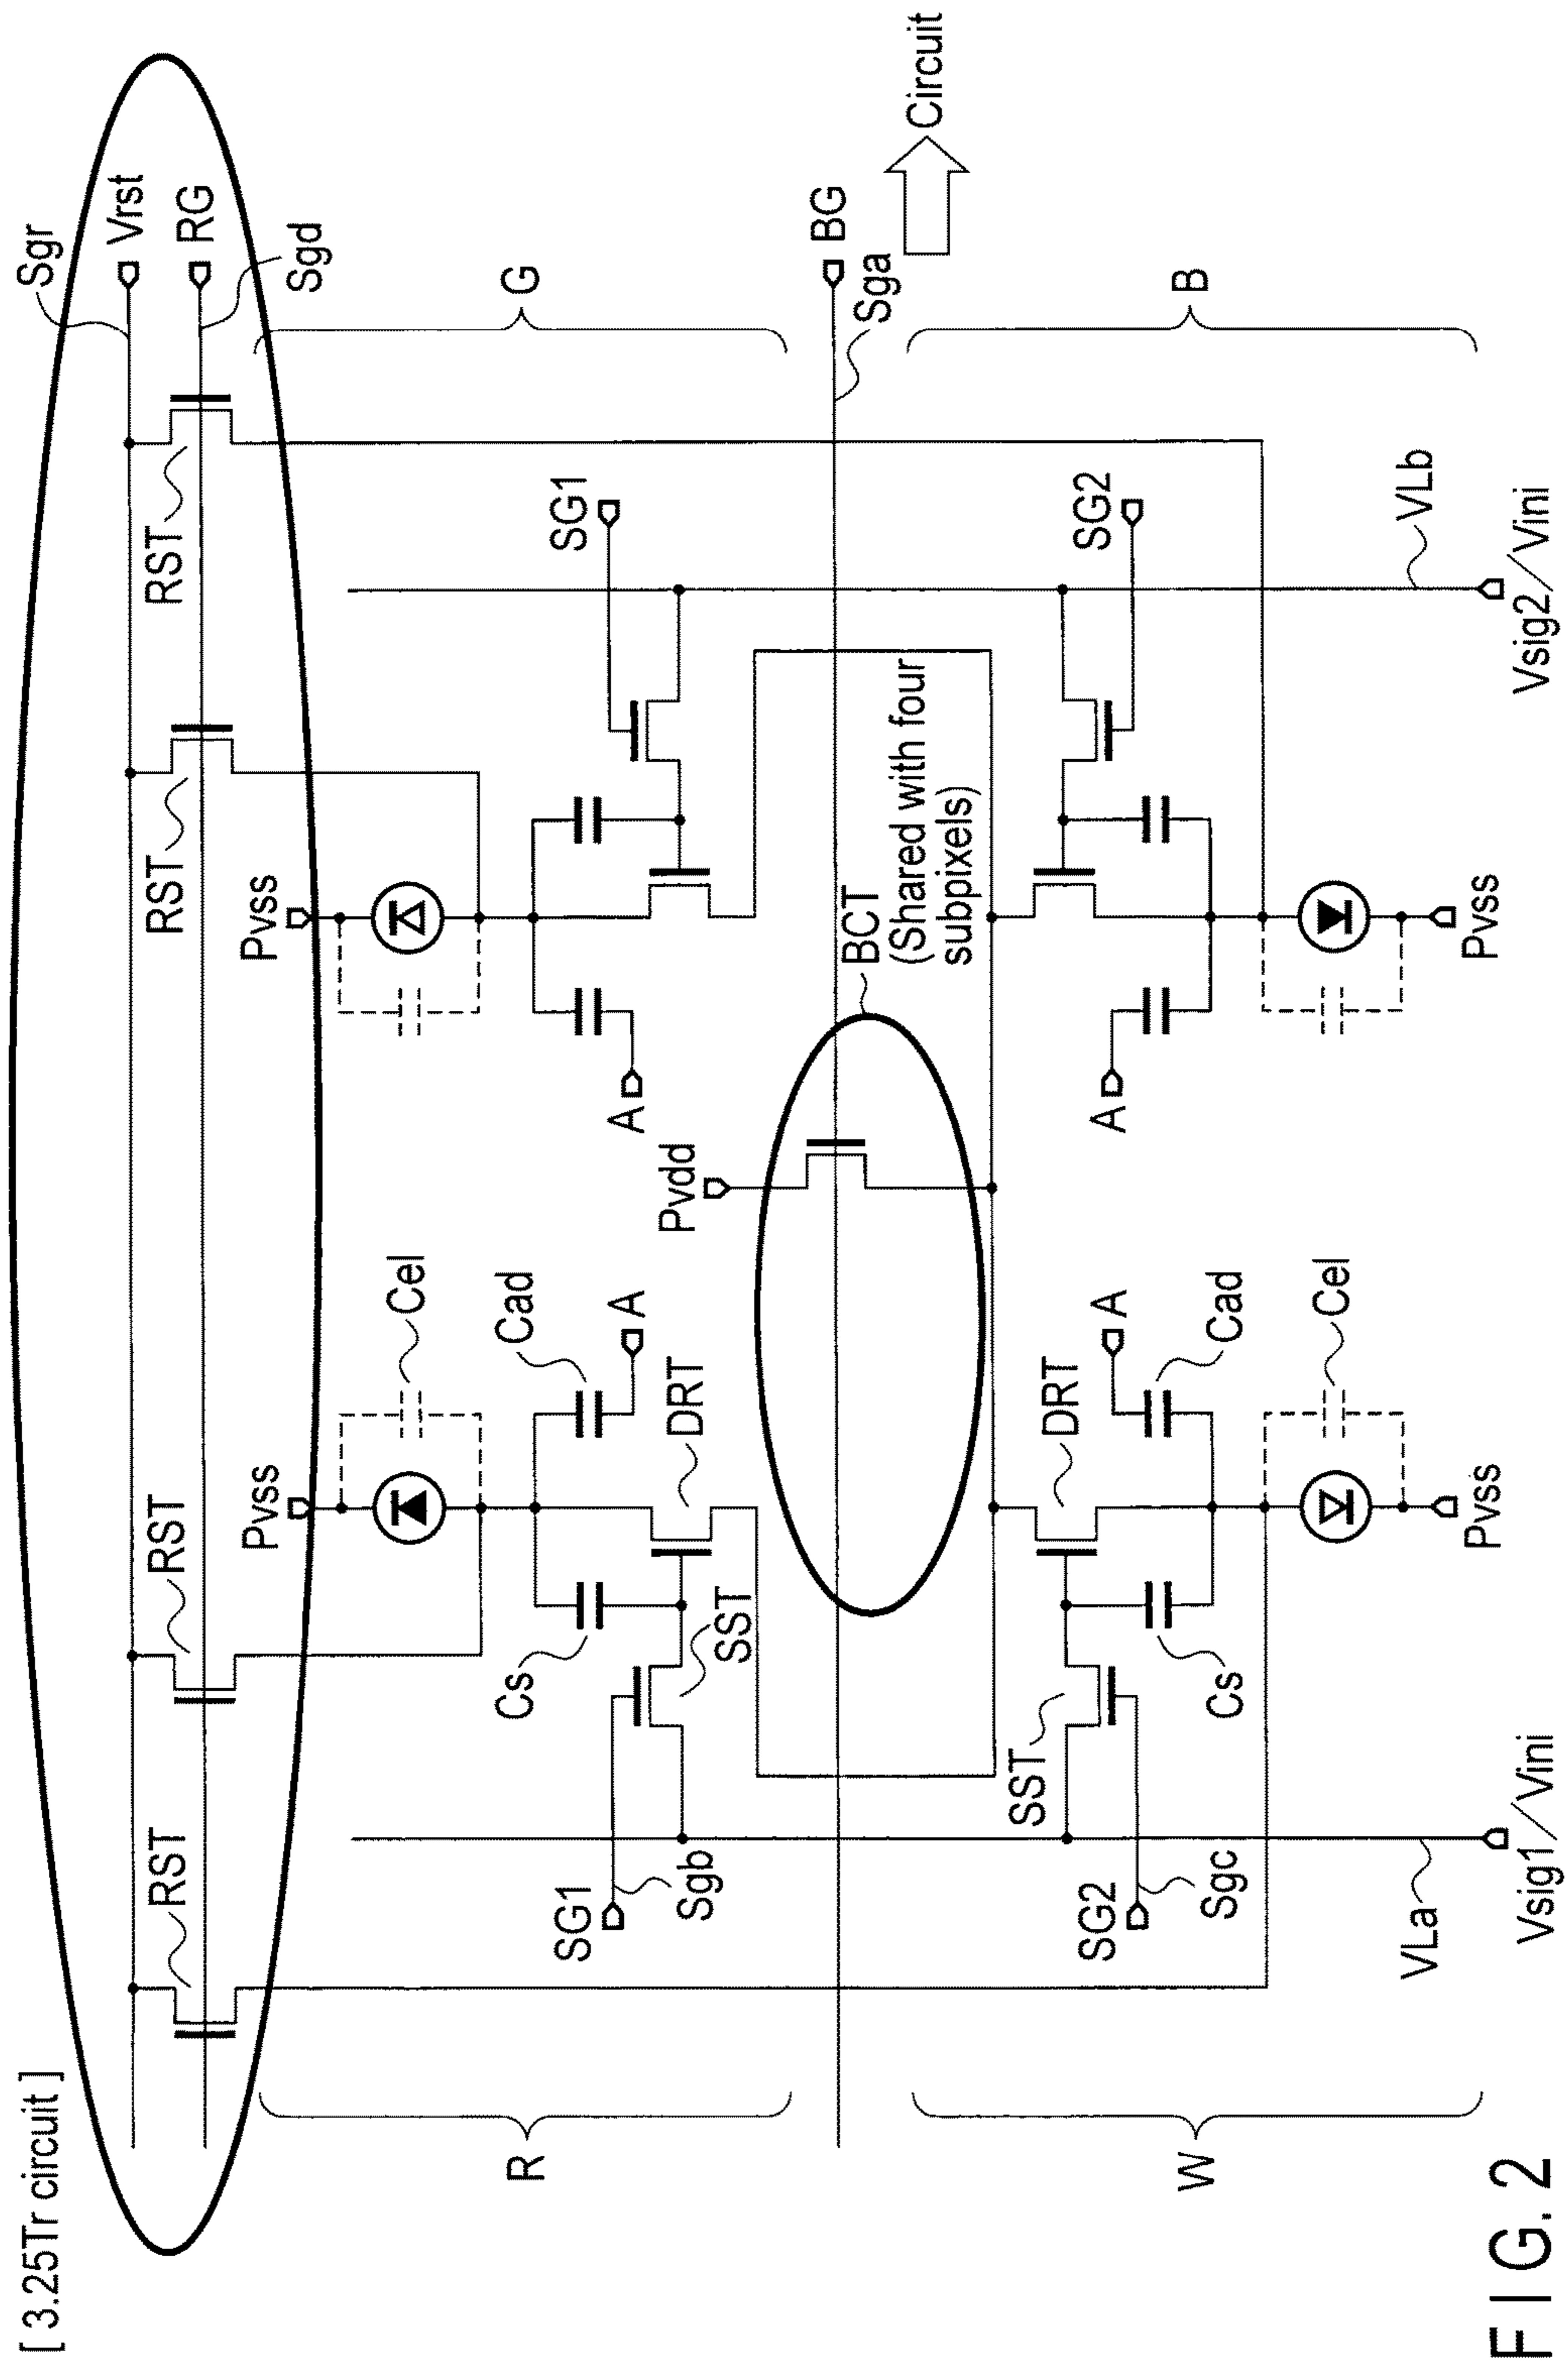 [ 3.25Tr circuit ]
Sgr
Vrst
RG
Sgd
RST
RST
RST
RST
R
G
Pvss
Cel
Pvss
Cad
A
A
Cs
DRT
SST
SG1
Sgb
SG1
Pvdd
BCT
(Shared with four
subpixels)
BG
Sga
Circuit
W
B
SG2
Sgc
SST
DRT
Cs
Cad
A
A
SG2
Cel
Pvss
Pvss
VLa
VLb
Vsig1/Vini
Vsig2/Vini
FIG. 2